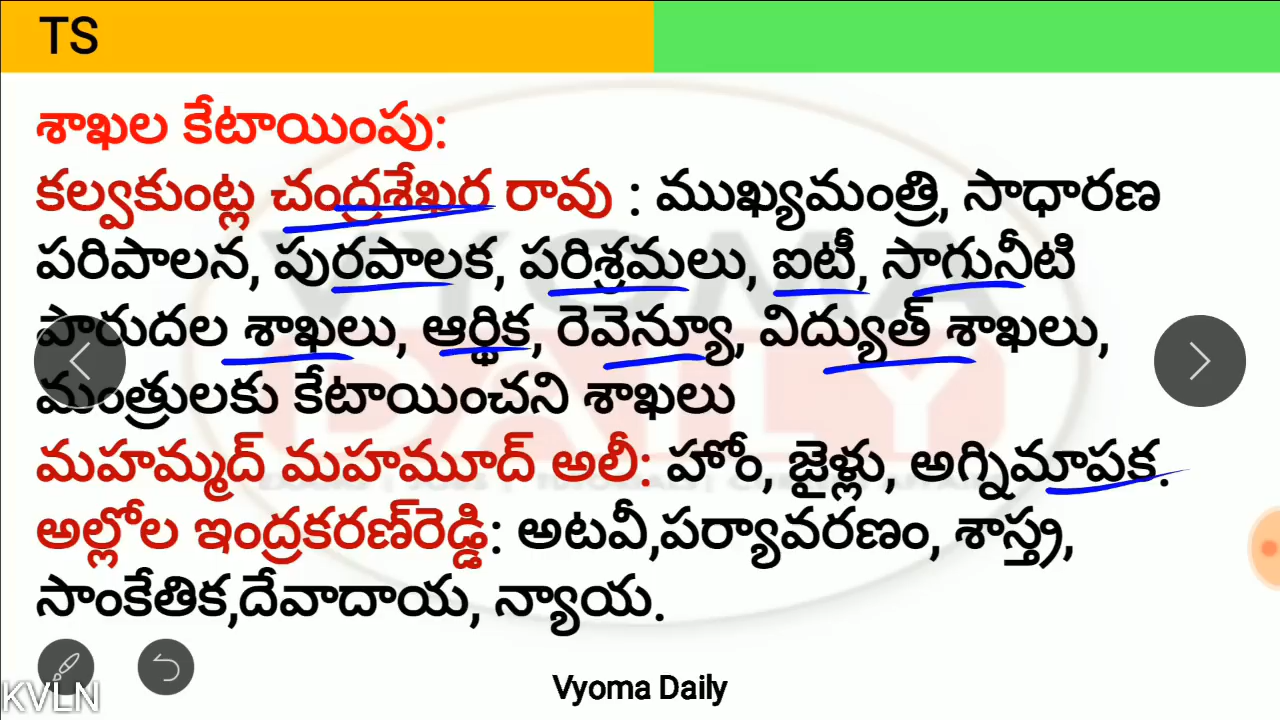 TS
శాఖల కేటాయింపు:
కల్వకుంట్ల చంద్రశేఖర రావు : ముఖ్యమంత్రి, సాధారణ
పరిపాలన, పురపాలక, పరిశ్రమలు, ఐటీ, సాగునీటి
పారుదల శాఖలు, ఆర్థిక, రెవెన్యూ, విద్యుత్ శాఖలు,
మంత్రులకు కేటాయించని శాఖలు
మహమ్మద్ మహమూద్ అలీ: హోం, జైళ్లు, అగ్నిమాపక.
అల్లోల ఇంద్రకరణ్‌రెడ్డి: అటవీ,పర్యావరణం, శాస్త్ర,
సాంకేతిక,దేవాదాయ, న్యాయ.
Vyoma Daily
KVLN